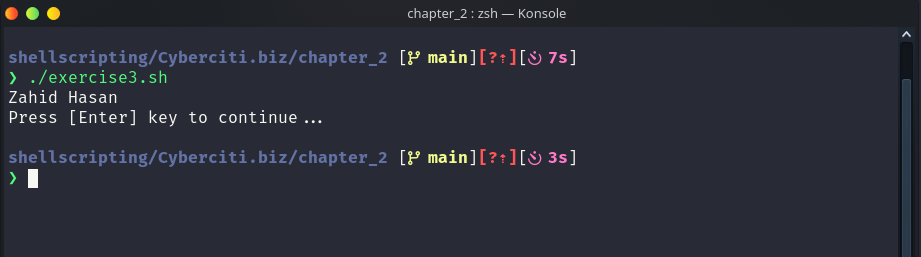 chapter_2 : zsh — Konsole
shellscripting/Cyberciti.biz/chapter_2 [ main][?⇡][ 7s]
❯ ./exercise3.sh
Zahid Hasan
Press [Enter] key to continue...
shellscripting/Cyberciti.biz/chapter_2 [ main][?⇡][ 3s]
❯